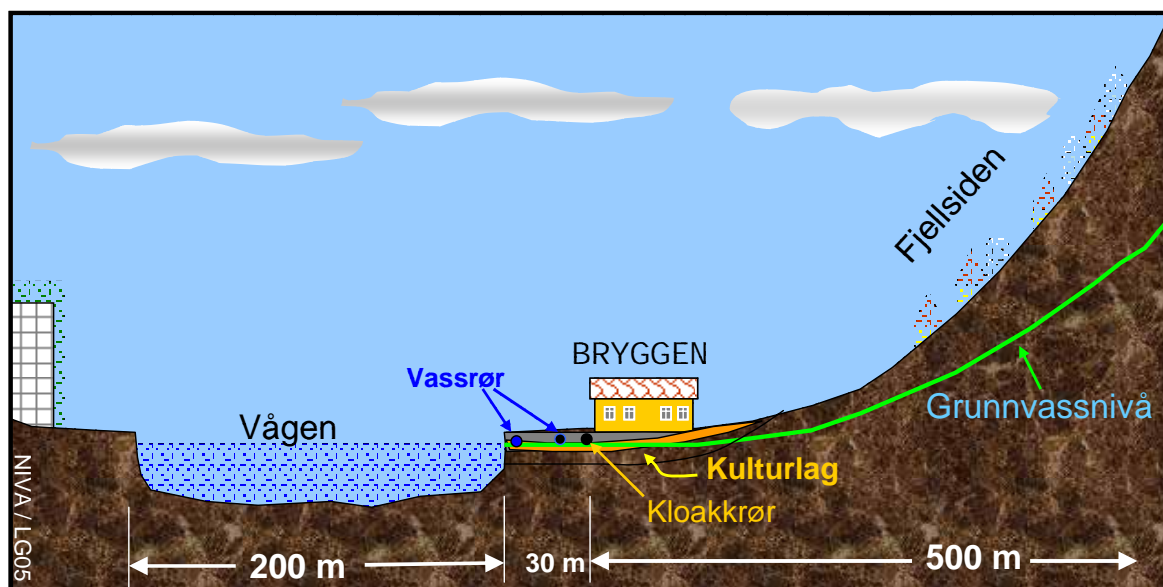 Fjellsiden
BRYGGEN
Vassrør
Grunnvassnivå
Vågen
Kulturlag
Kloakkrør
NIVA / LG05
200 m
30 m
500 m